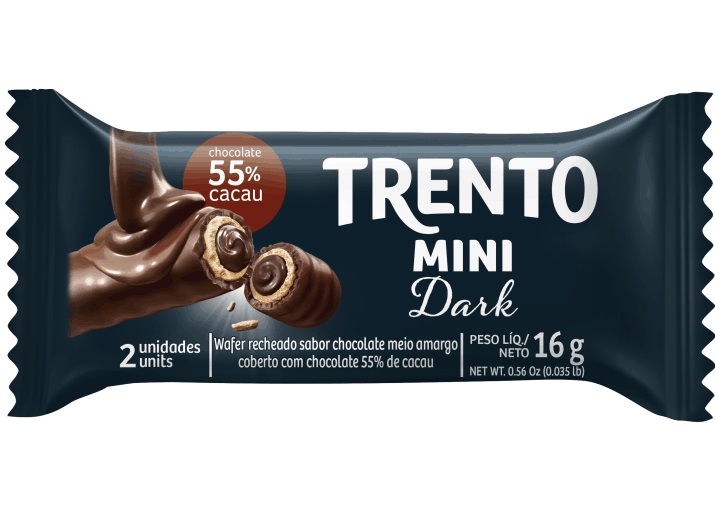 chocolate
55%
cacau
TRENTO
MINI
Dark
2 unidades
units
Wafer recheado sabor chocolate meio amargo
coberto com chocolate 55% de cacau
PESO LÍQ./
NETO 16 g
NET WT. 0.56 Oz (0.035 lb)